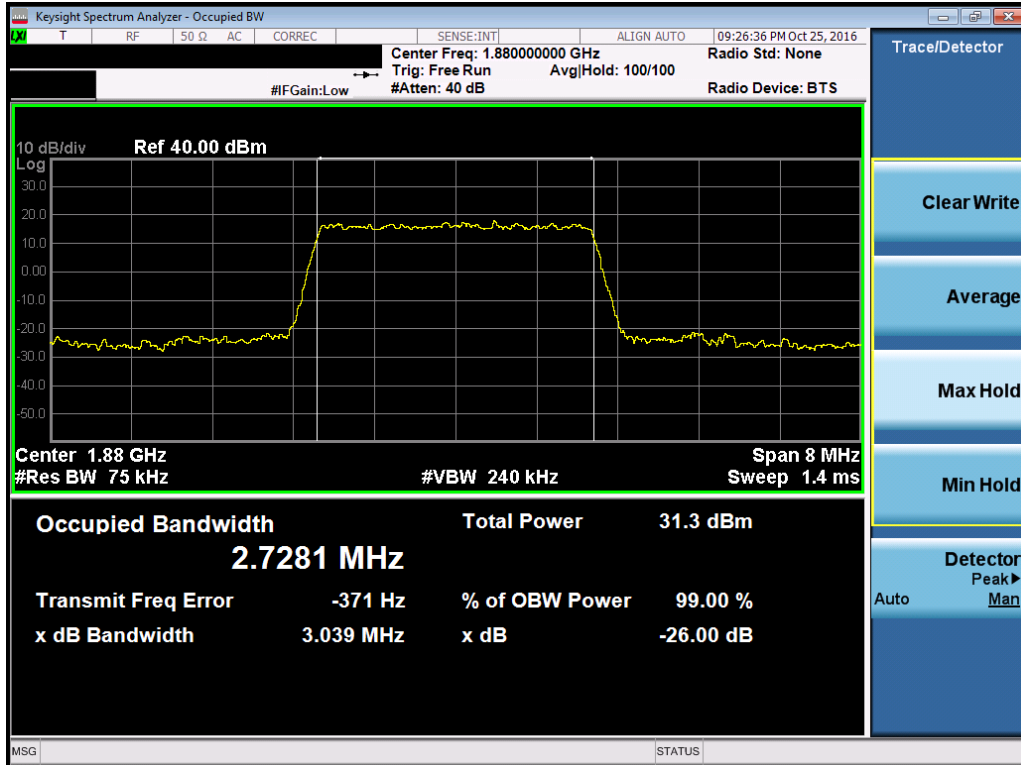 Keysight Spectrum Analyzer - Occupied BW
LXI T RF 50 Ω AC CORREC SENSE:INT ALIGN AUTO 09:26:36 PM Oct 25, 2016
Center Freq: 1.880000000 GHz Radio Std: None
Trig: Free Run Avg|Hold: 100/100
#IFGain:Low #Atten: 40 dB Radio Device: BTS
10 dB/div Ref 40.00 dBm
Log
30.0
20.0
10.0
0.00
-10.0
-20.0
-30.0
-40.0
-50.0
Center 1.88 GHz Span 8 MHz
#Res BW 75 kHz #VBW 240 kHz Sweep 1.4 ms
Occupied Bandwidth Total Power 31.3 dBm
2.7281 MHz
Transmit Freq Error -371 Hz % of OBW Power 99.00 %
x dB Bandwidth 3.039 MHz x dB -26.00 dB
MSG STATUS
Trace/Detector
Clear Write
Average
Max Hold
Min Hold
Detector
Peak▶
Auto Man